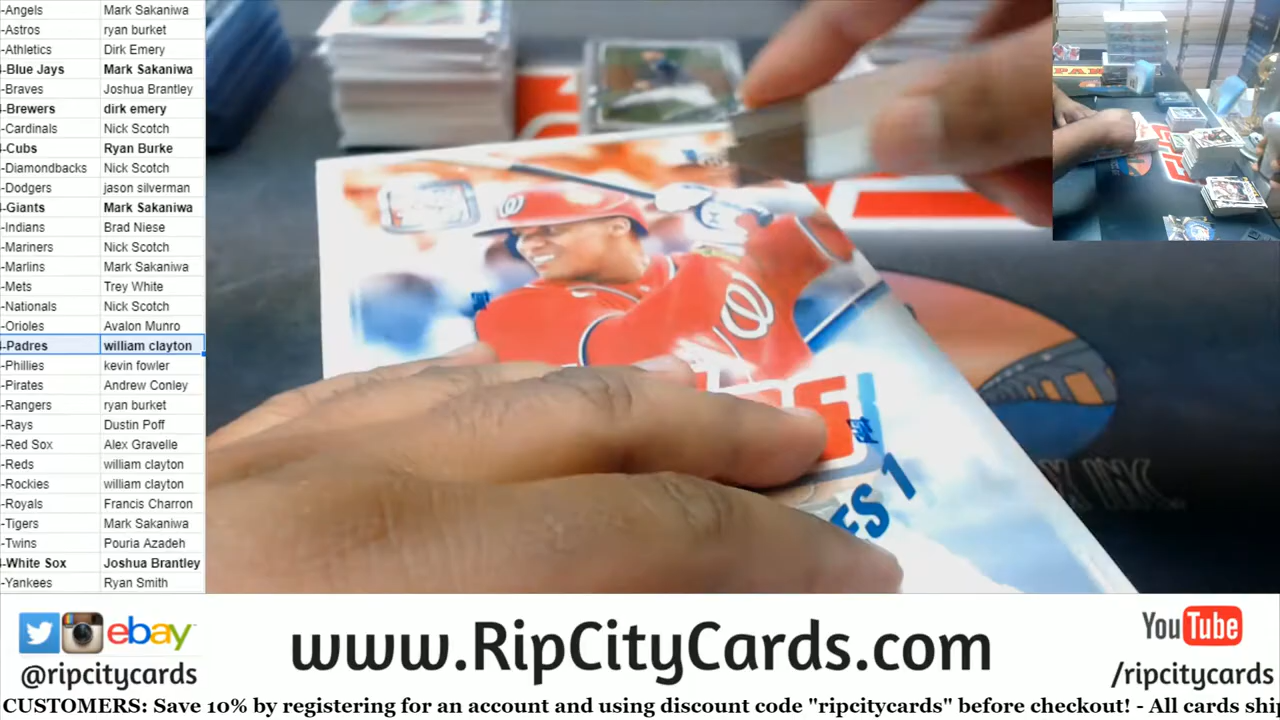 -Angels Mark Sakaniwa
-Astros ryan burket
-Athletics Dirk Emery
-Blue Jays Mark Sakaniwa
-Braves Joshua Brantley
-Brewers dirk emery
-Cardinals Nick Scotch
-Cubs Ryan Burke
-Diamondbacks Nick Scotch
-Dodgers jason silverman
-Giants Mark Sakaniwa
-Indians Brad Niese
-Mariners Nick Scotch
-Marlins Mark Sakaniwa
-Mets Trey White
-Nationals Nick Scotch
-Orioles Avalon Munro
-Padres william clayton
-Phillies kevin fowler
-Pirates Andrew Conley
-Rangers ryan burket
-Rays Dustin Poff
-Red Sox Alex Gravelle
-Reds william clayton
-Rockies william clayton
-Royals Francis Charron
-Tigers Mark Sakaniwa
-Twins Pouria Azadeh
-White Sox Joshua Brantley
-Yankees Ryan Smith
W
W
ES 1
ebay
@ripcitycards
www.RipCityCards.com
YouTube
/ripcitycards
CUSTOMERS: Save 10% by registering for an account and using discount code "ripcitycards" before checkout! - All cards ship